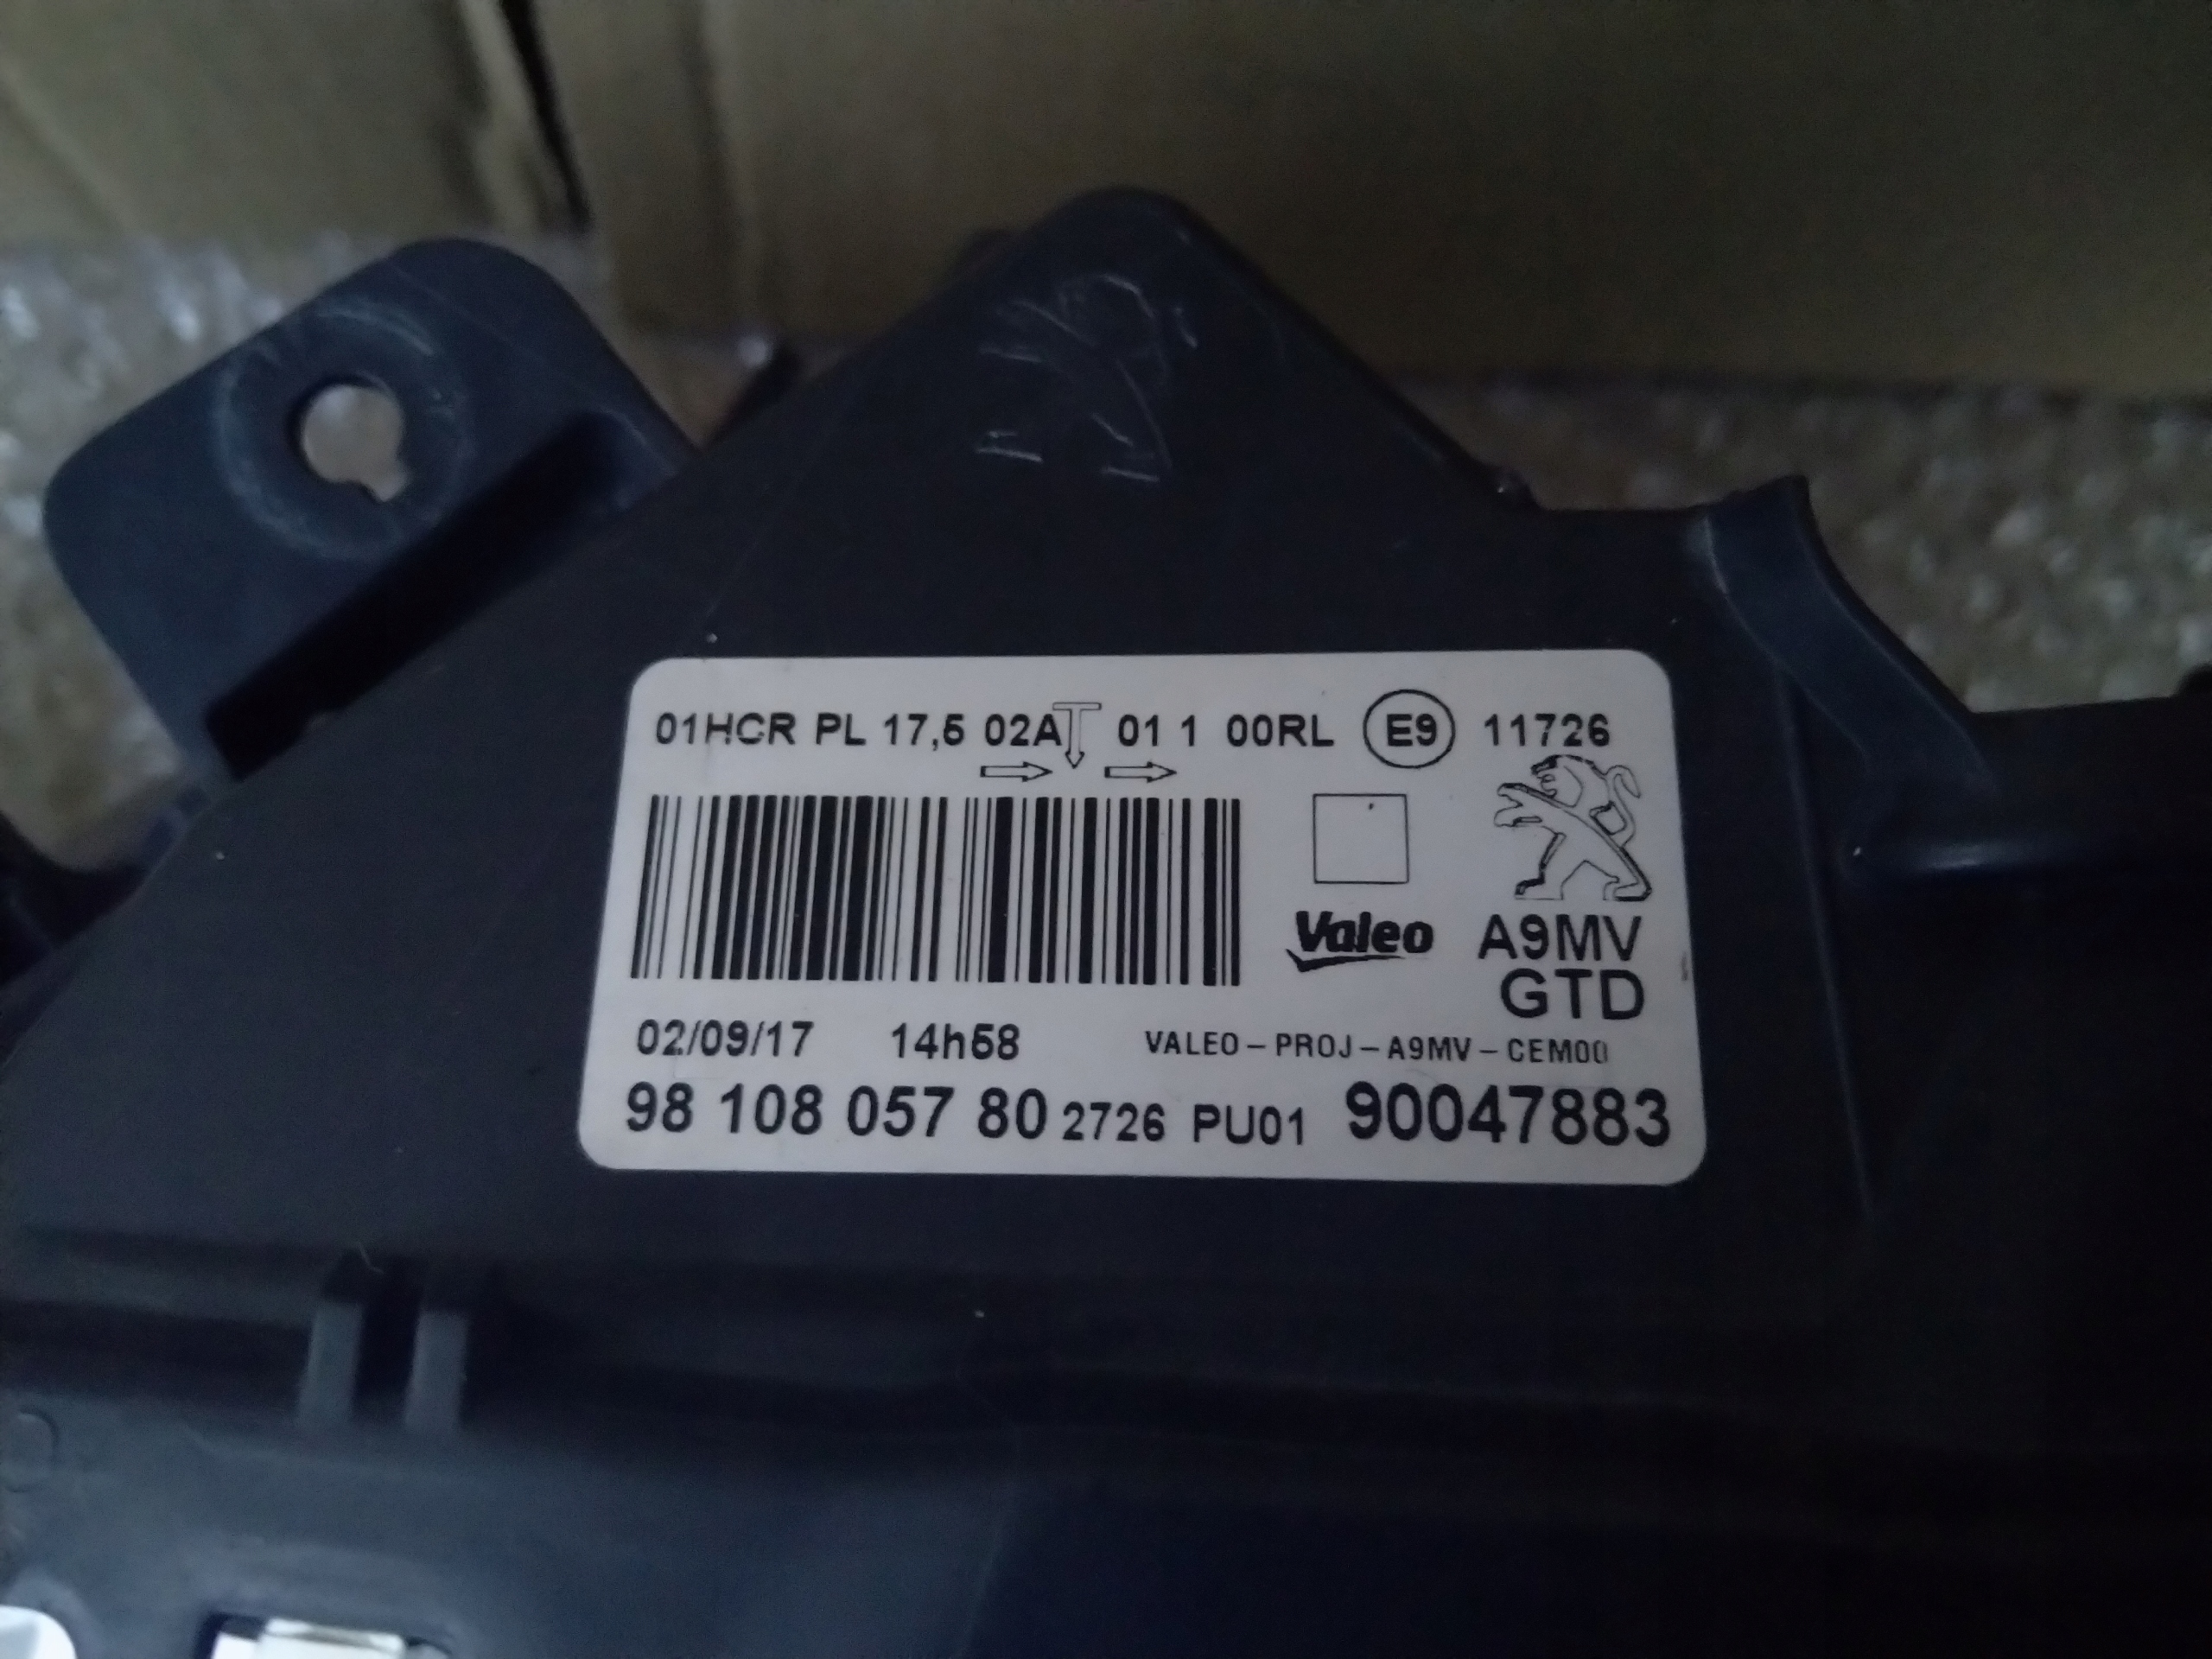 01HCR PL 17,5 02A 01 1 00RL E9 11726
Valeo
A9MV
GTD
02/09/17 14h58 VALEO-PROJ-A9MV-CEM00
98 108 057 80 2726 PU01 90047883